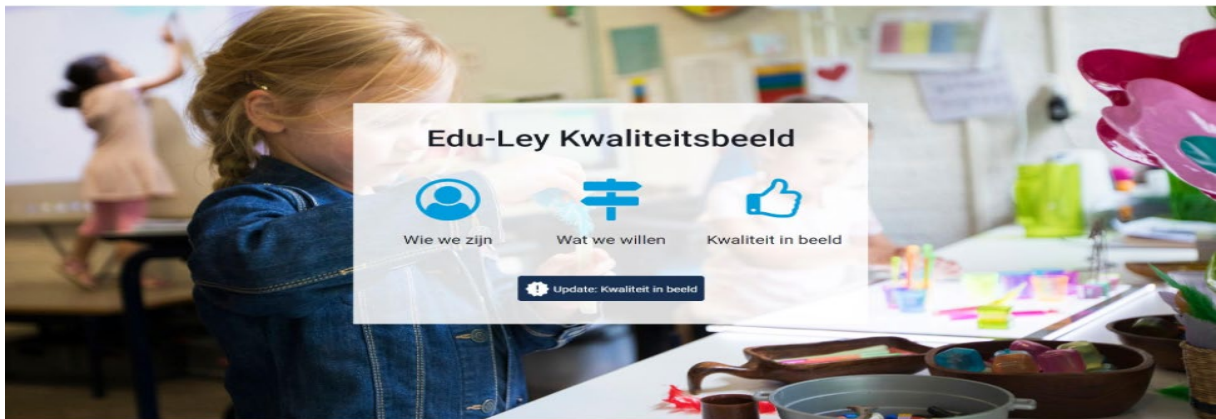 Edu-Ley Kwaliteitsbeeld
Wie we zijn
Wat we willen
Kwaliteit in beeld
Update: Kwaliteit in beeld